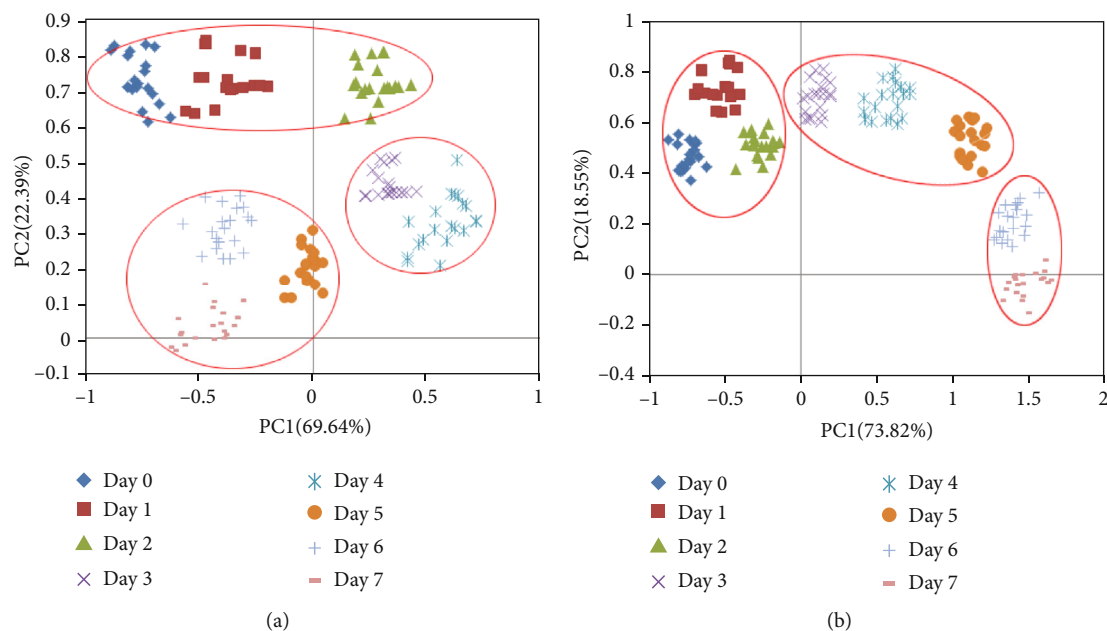 0.9
0.8
0.7
0.6
0.5
0.4
0.3
0.2
0.1
0
–0.1
PC2(22.39%)
–1
–0.5
0
0.5
1
PC1(69.64%)
Day 0
Day 1
Day 2
Day 3
Day 4
Day 5
Day 6
Day 7
(a)
1
0.8
0.6
0.4
0.2
0
–0.2
–0.4
PC2(18.55%)
–1
–0.5
0
0.5
1
1.5
2
PC1(73.82%)
Day 0
Day 1
Day 2
Day 3
Day 4
Day 5
Day 6
Day 7
(b)